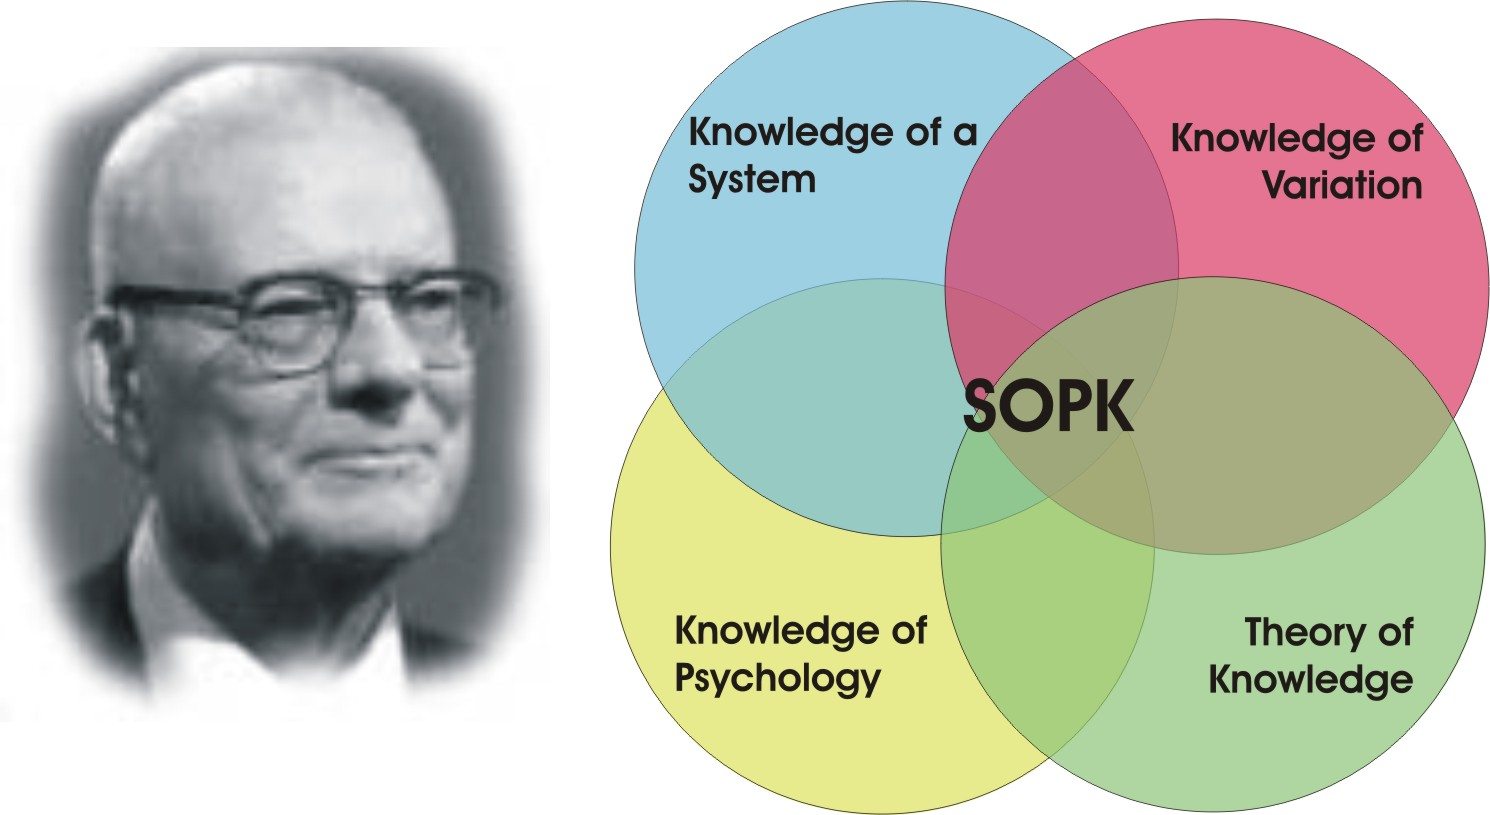 Knowledge of a
System
Knowledge of
Variation
SOPK
Knowledge of
Psychology
Theory of
Knowledge